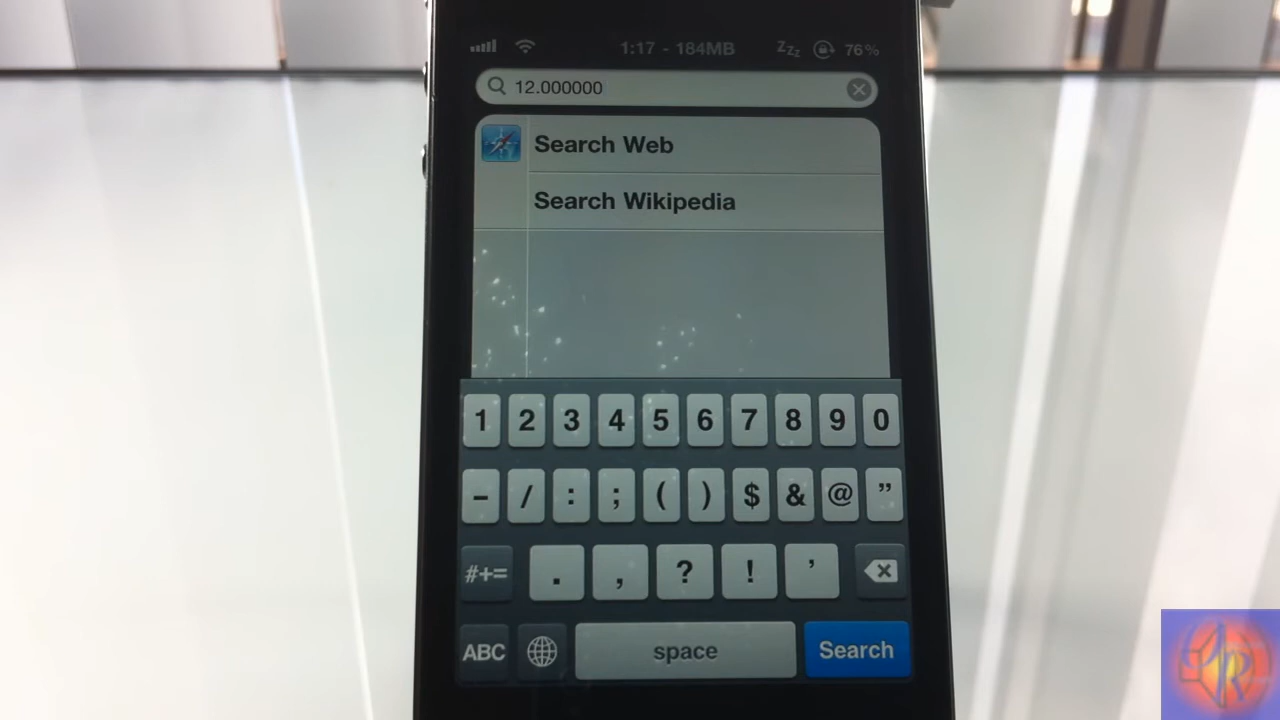 1:17 - 184MB
Zzz
76%
12.000000
Search Web
Search Wikipedia
1 2 3 4 5 6 7 8 9 0
- / : ; ( ) $ & @ "
#+= . , ? ! '
ABC space Search
R